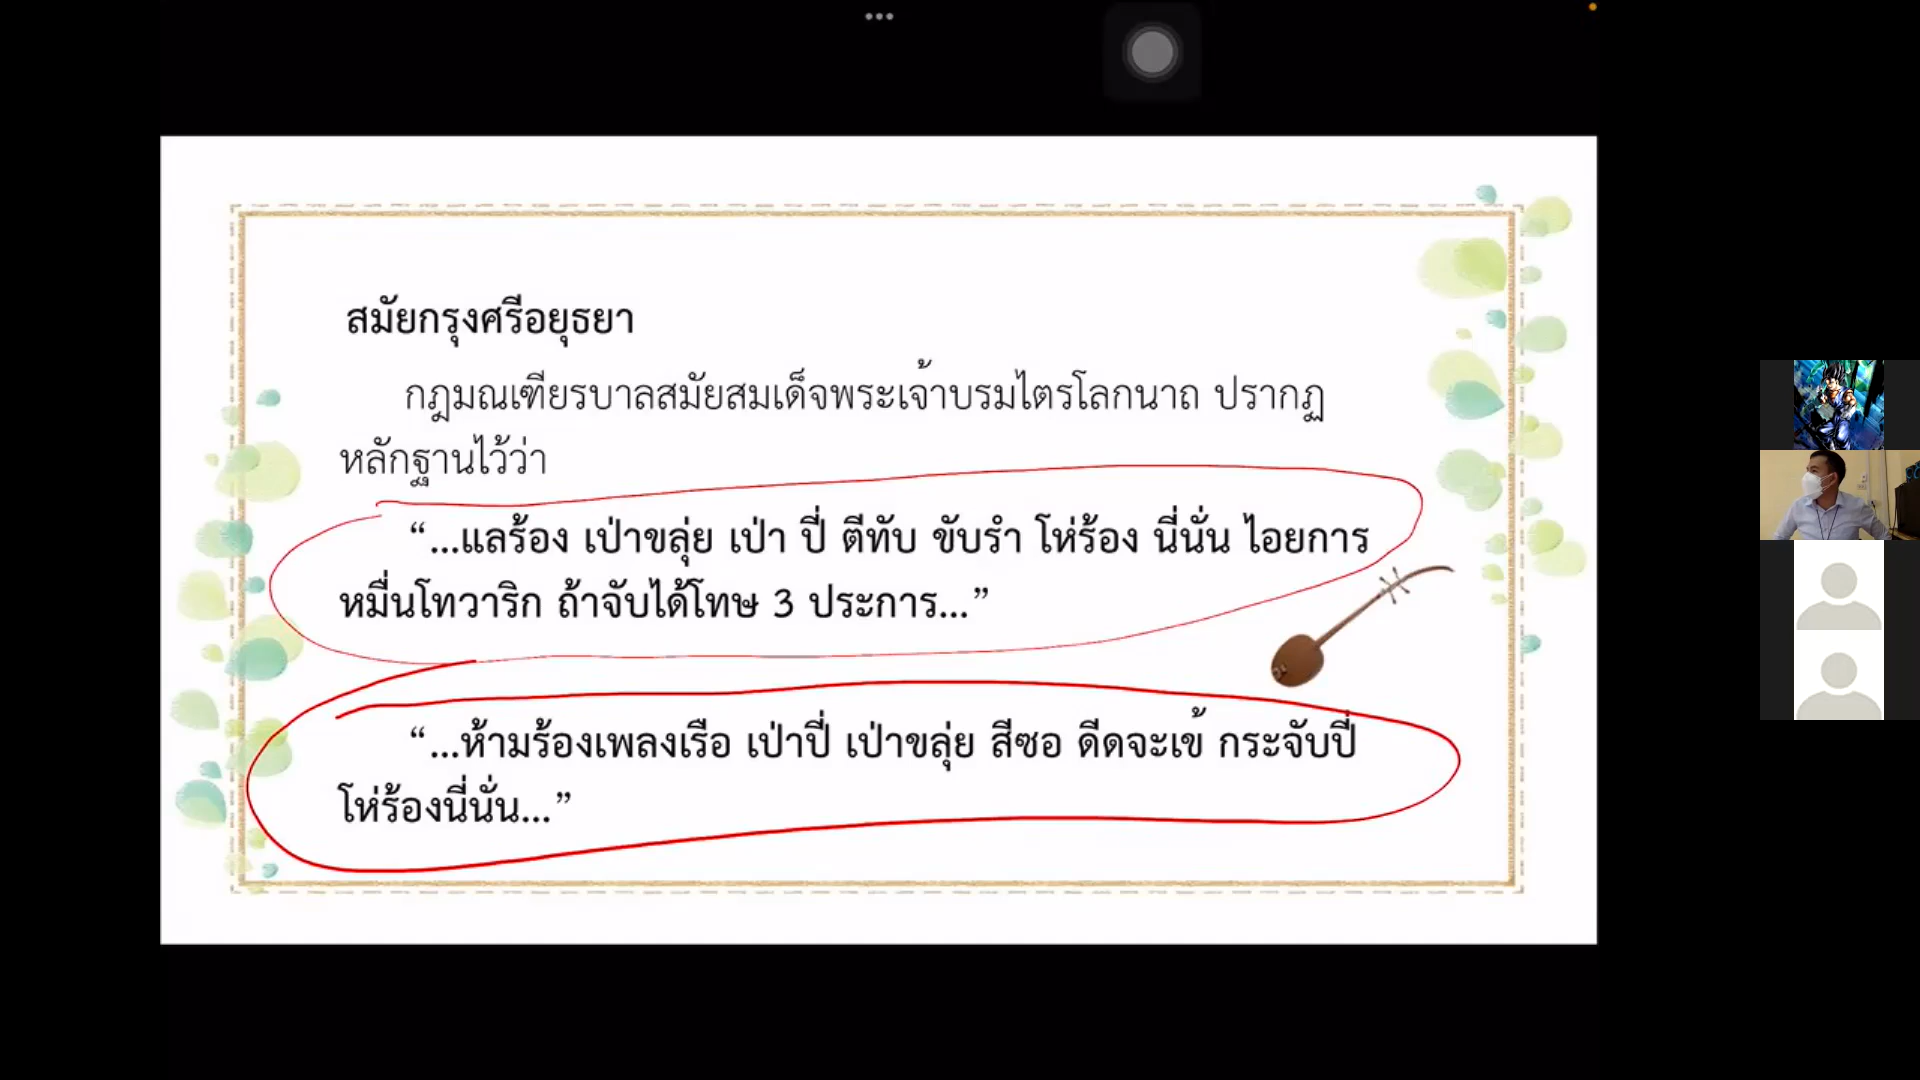 สมัยกรุงศรีอยุธยา
กฎมณเฑียรบาลสมัยสมเด็จพระเจ้าบรมไตรโลกนาถ ปรากฏ
หลักฐานไว้ว่า
“...แลร้อง เป่าขลุ่ย เป่า ปี่ ตีทับ ขับรำ โห่ร้อง นี่นั่น ไอยการ
หมื่นโทวาริก ถ้าจับได้โทษ 3 ประการ...”
“...ห้ามร้องเพลงเรือ เป่าปี่ เป่าขลุ่ย สีซอ ดีดจะเข้ กระจับปี่
โห่ร้องนี่นั่น...”